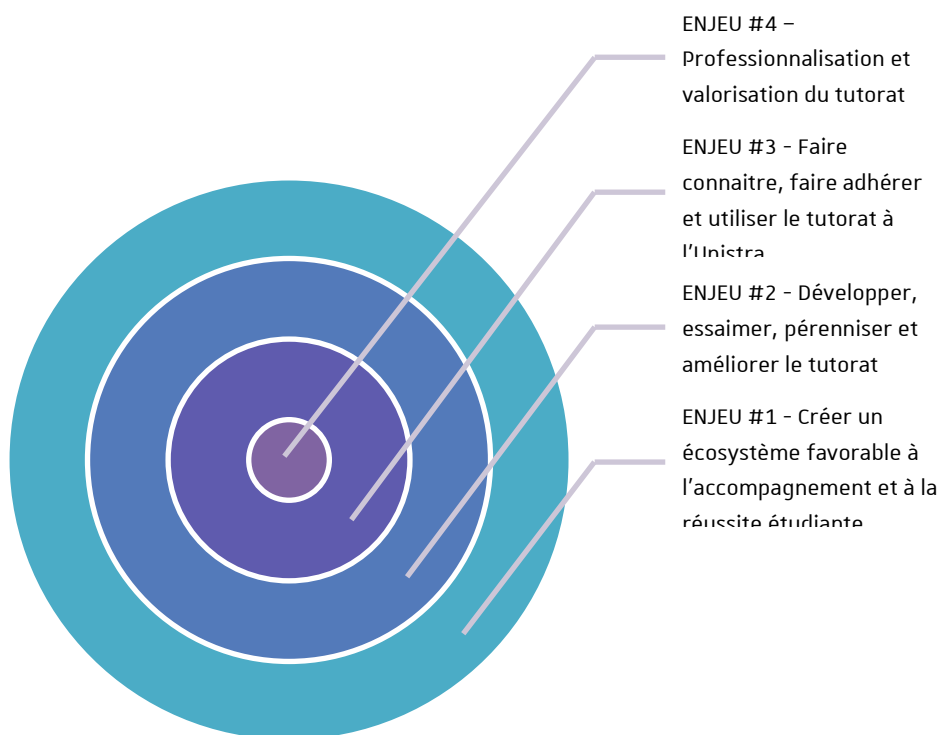 ENJEU #4 –
Professionnalisation et
valorisation du tutorat
ENJEU #3 - Faire
connaitre, faire adhérer
et utiliser le tutorat à
l'Unistra
ENJEU #2 - Développer,
essaimer, pérenniser et
améliorer le tutorat
ENJEU #1 - Créer un
écosystème favorable à
l'accompagnement et à la
réussite étudiante